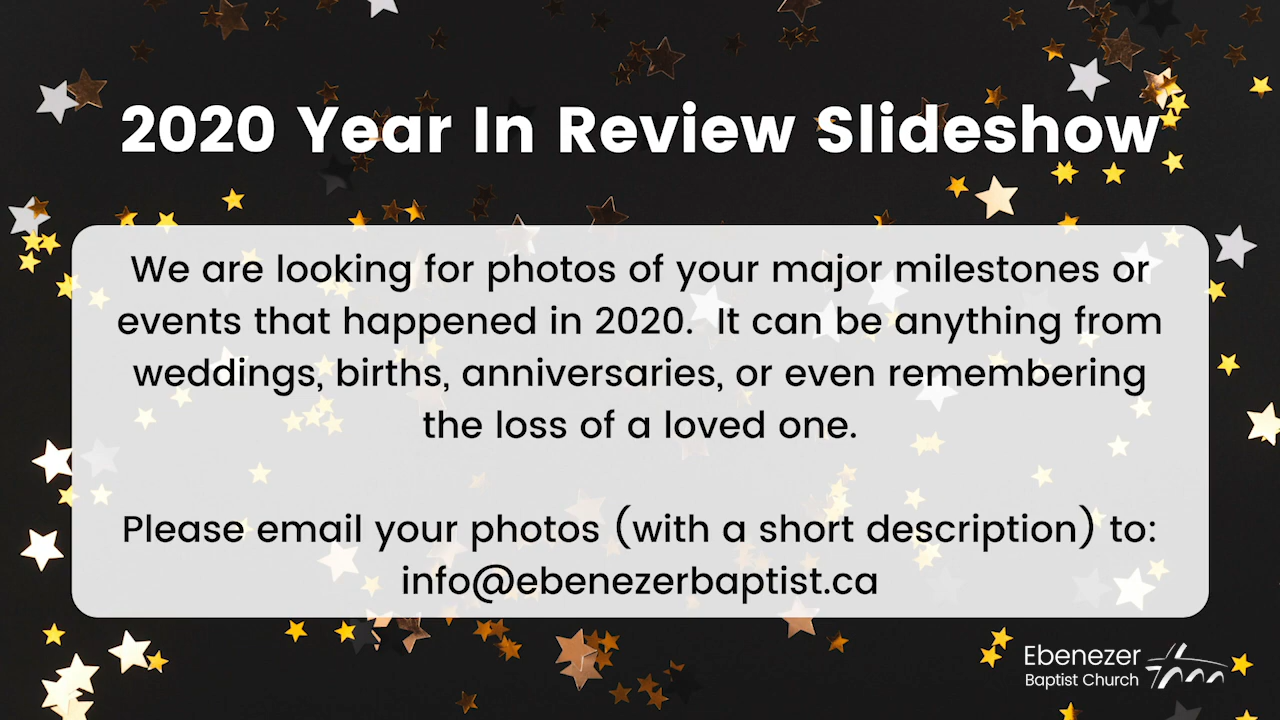 2020 Year In Review Slideshow
We are looking for photos of your major milestones or
events that happened in 2020.  It can be anything from
weddings, births, anniversaries, or even remembering
the loss of a loved one.
Please email your photos (with a short description) to:
info@ebenezerbaptist.ca
Ebenezer
Baptist Church